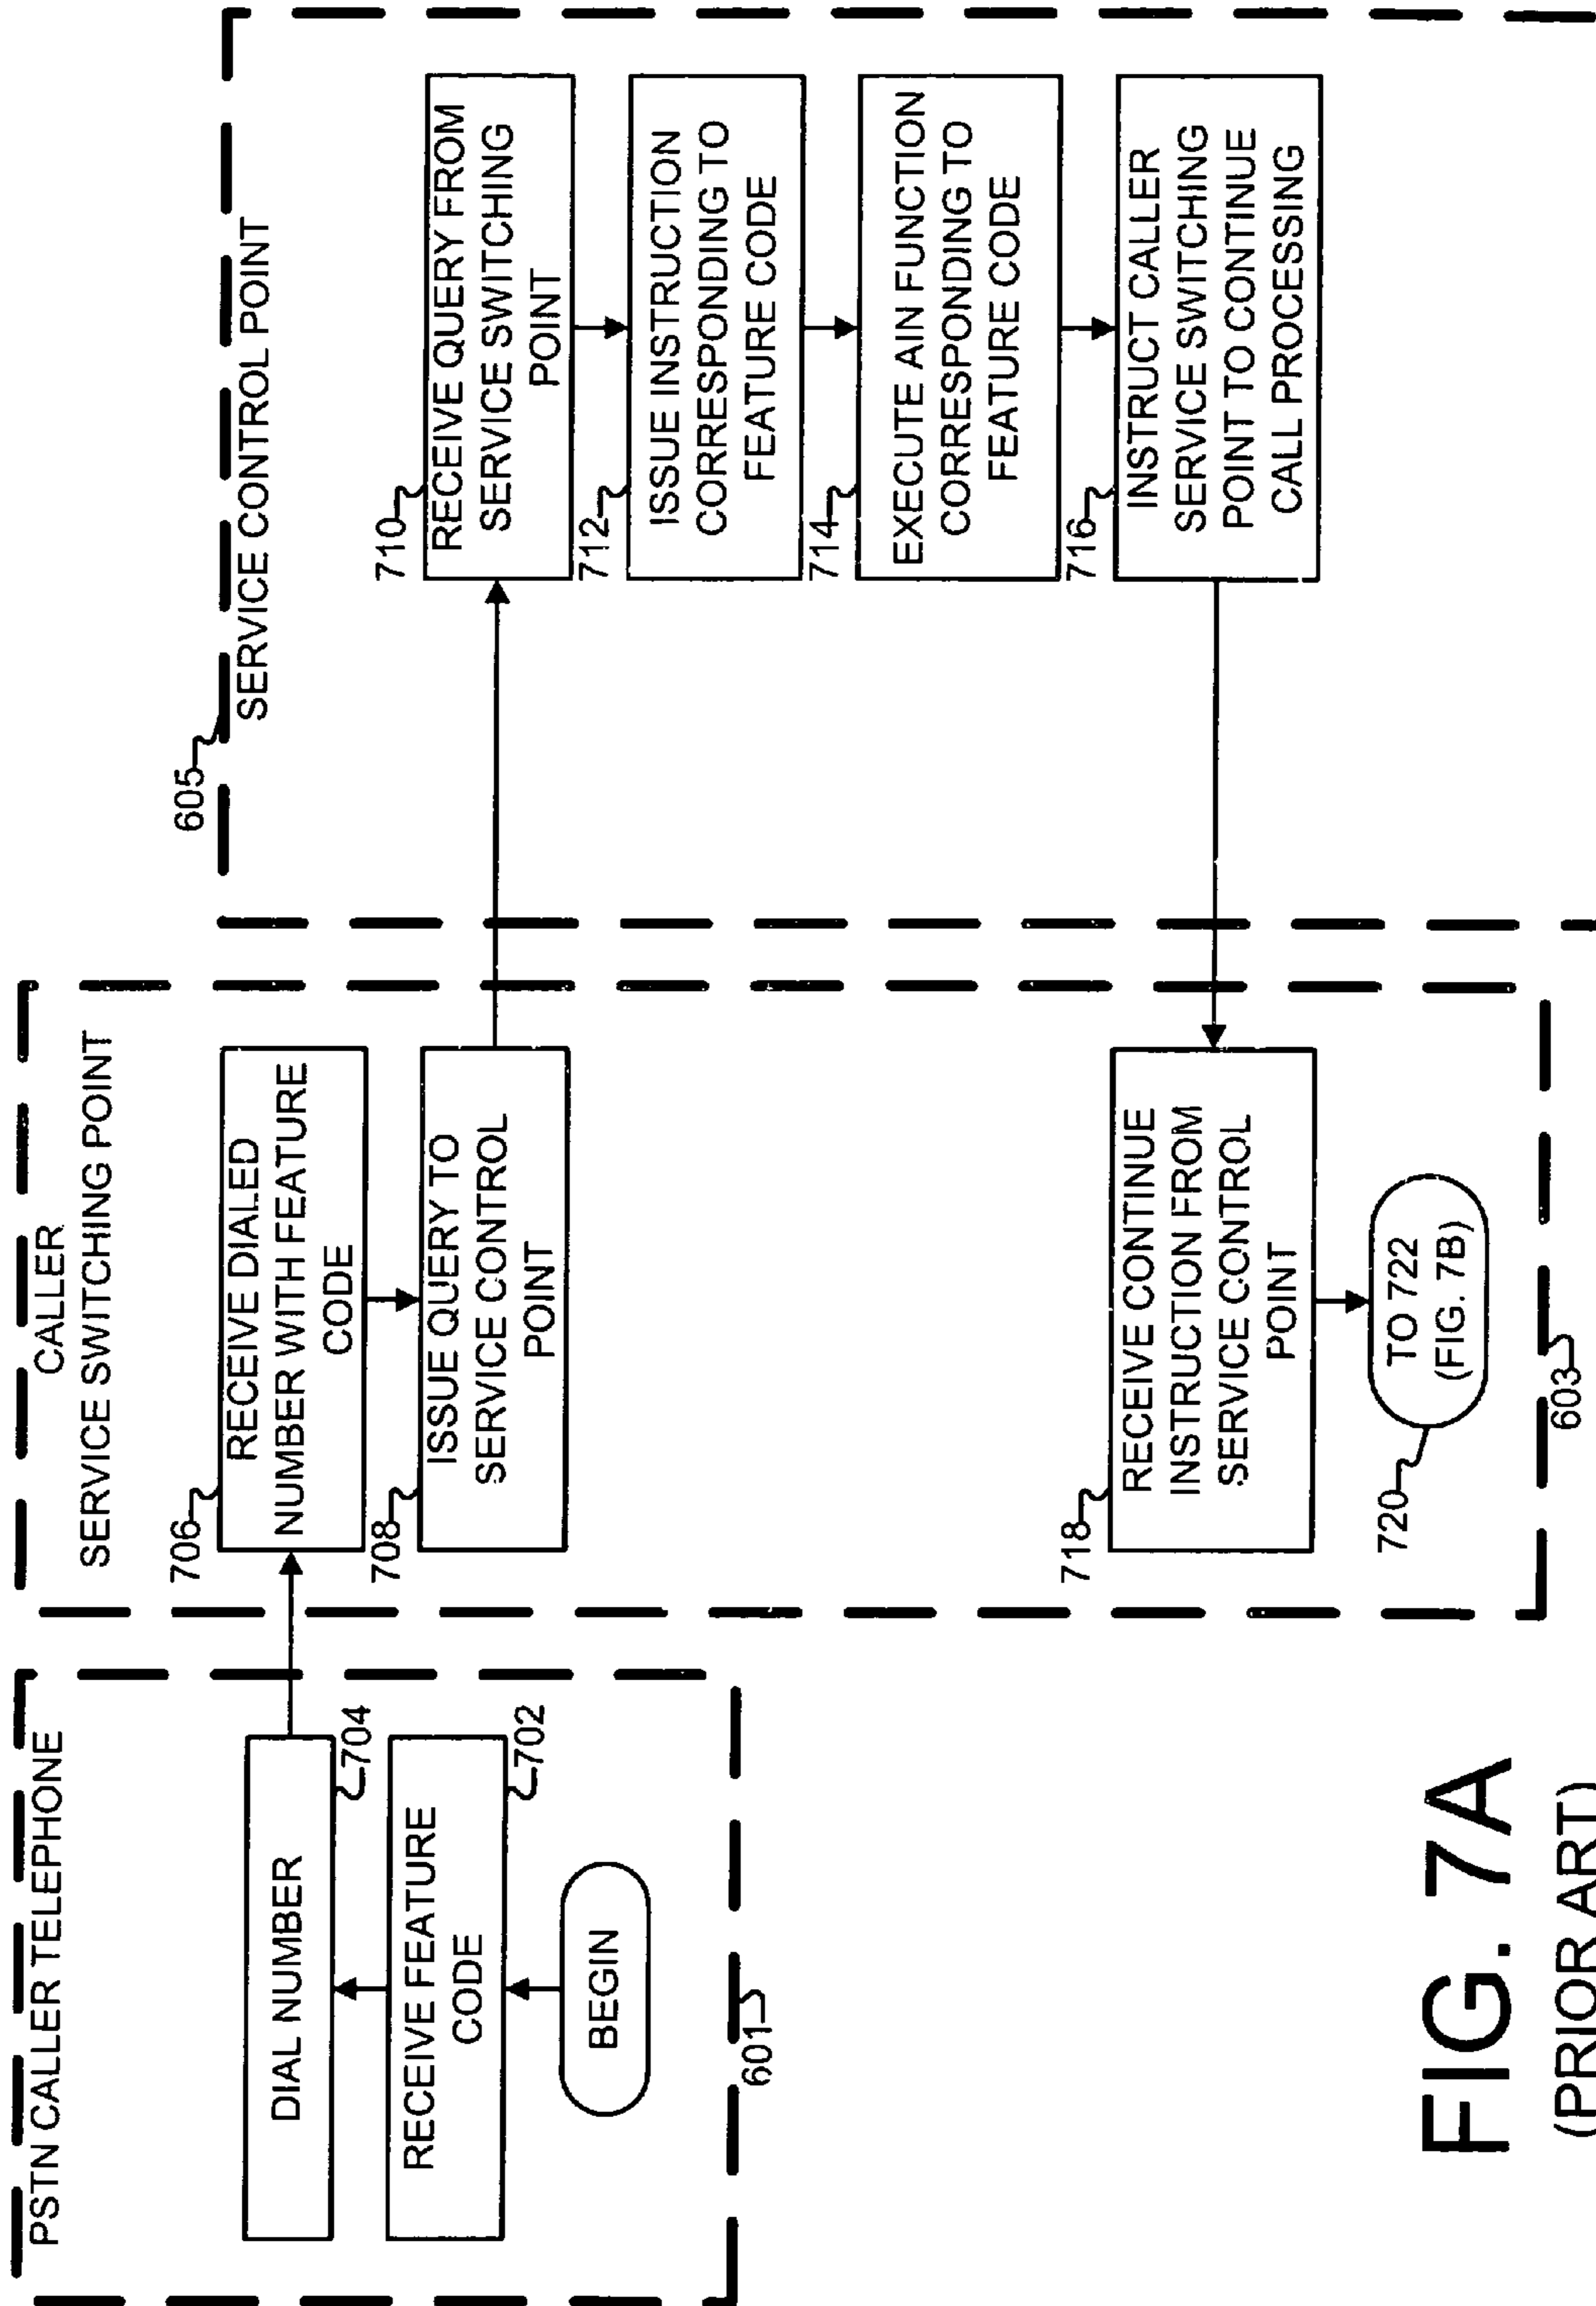 PSTN CALLER TELEPHONE
DIAL NUMBER
704
RECEIVE FEATURE
CODE
702
BEGIN
601
CALLER
SERVICE SWITCHING POINT
706
RECEIVE DIALED
NUMBER WITH FEATURE
CODE
708
ISSUE QUERY TO
SERVICE CONTROL
POINT
718
RECEIVE CONTINUE
INSTRUCTION FROM
SERVICE CONTROL
POINT
720
TO 722
(FIG. 7B)
603
605
SERVICE CONTROL POINT
710
RECEIVE QUERY FROM
SERVICE SWITCHING
POINT
712
ISSUE INSTRUCTION
CORRESPONDING TO
FEATURE CODE
714
EXECUTE AIN FUNCTION
CORRESPONDING TO
FEATURE CODE
716
INSTRUCT CALLER
SERVICE SWITCHING
POINT TO CONTINUE
CALL PROCESSING
FIG. 7A
(PRIOR ART)